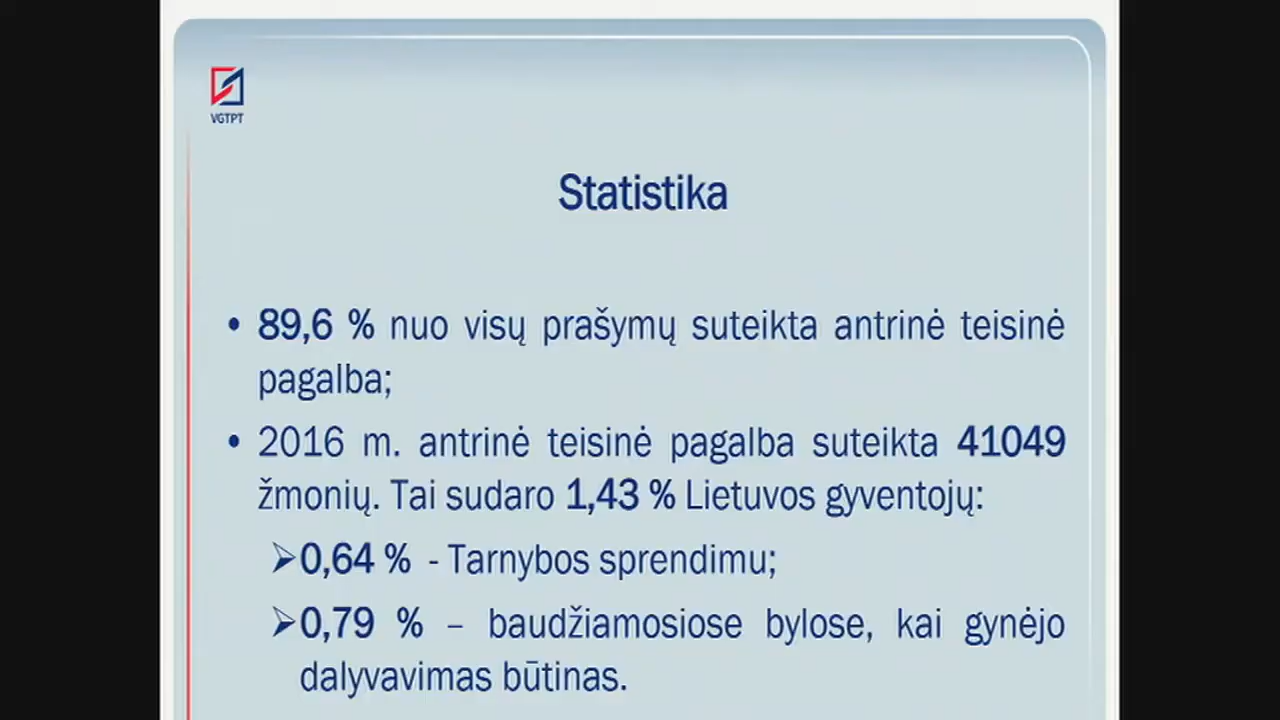 VGTPT
Statistika
• 89,6 % nuo visų prašymų suteikta antrinė teisinė
pagalba;
• 2016 m. antrinė teisinė pagalba suteikta 41049
žmonių. Tai sudaro 1,43 % Lietuvos gyventojų:
➢0,64 % - Tarnybos sprendimu;
➢0,79 % – baudžiamosiose bylose, kai gynėjo
dalyvavimas būtinas.